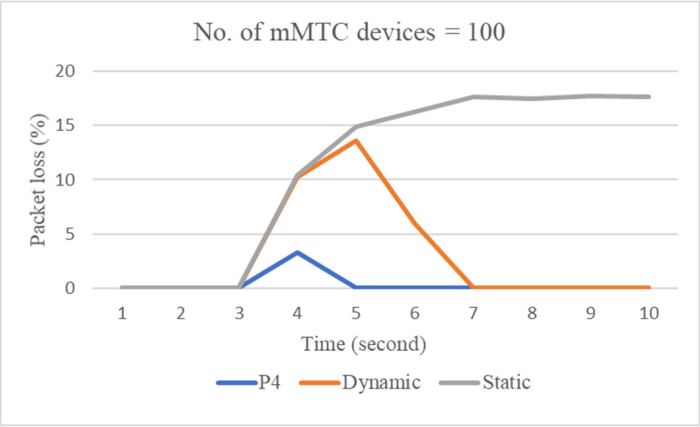 No. of mMTC devices = 100
Packet loss (%)
20
15
10
5
0
1 2 3 4 5 6 7 8 9 10
Time (second)
P4 Dynamic Static